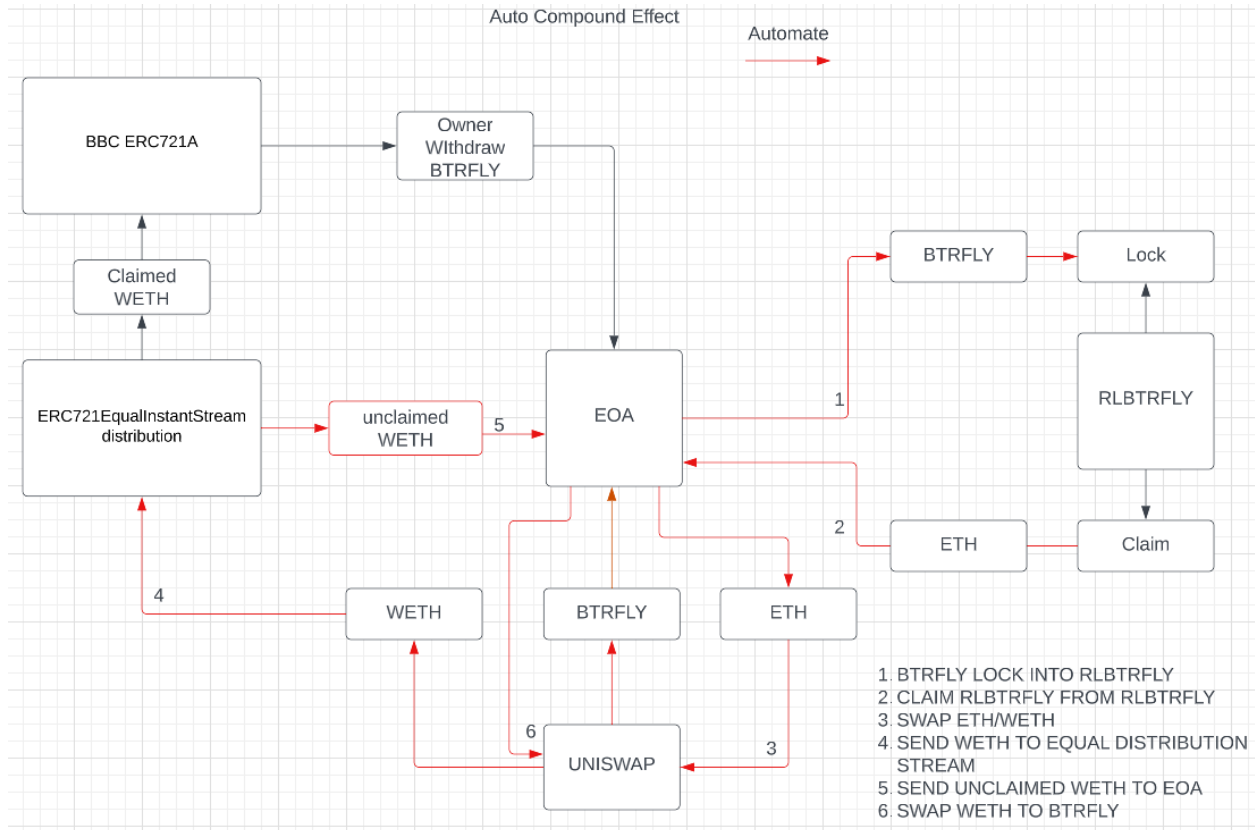 Auto Compound Effect
Automate
BBC ERC721A
Owner
WIthdraw
BTRFLY
Claimed
WETH
BTRFLY
Lock
ERC721EqualInstantStream
distribution
unclaimed
WETH
5
EOA
1
RLBTRFLY
2
ETH
Claim
4
WETH
BTRFLY
ETH
6
UNISWAP
3
1. BTRFLY LOCK INTO RLBTRFLY
2. CLAIM RLBTRFLY FROM RLBTRFLY
3. SWAP ETH/WETH
4. SEND WETH TO EQUAL DISTRIBUTION
STREAM
5. SEND UNCLAIMED WETH TO EOA
6. SWAP WETH TO BTRFLY